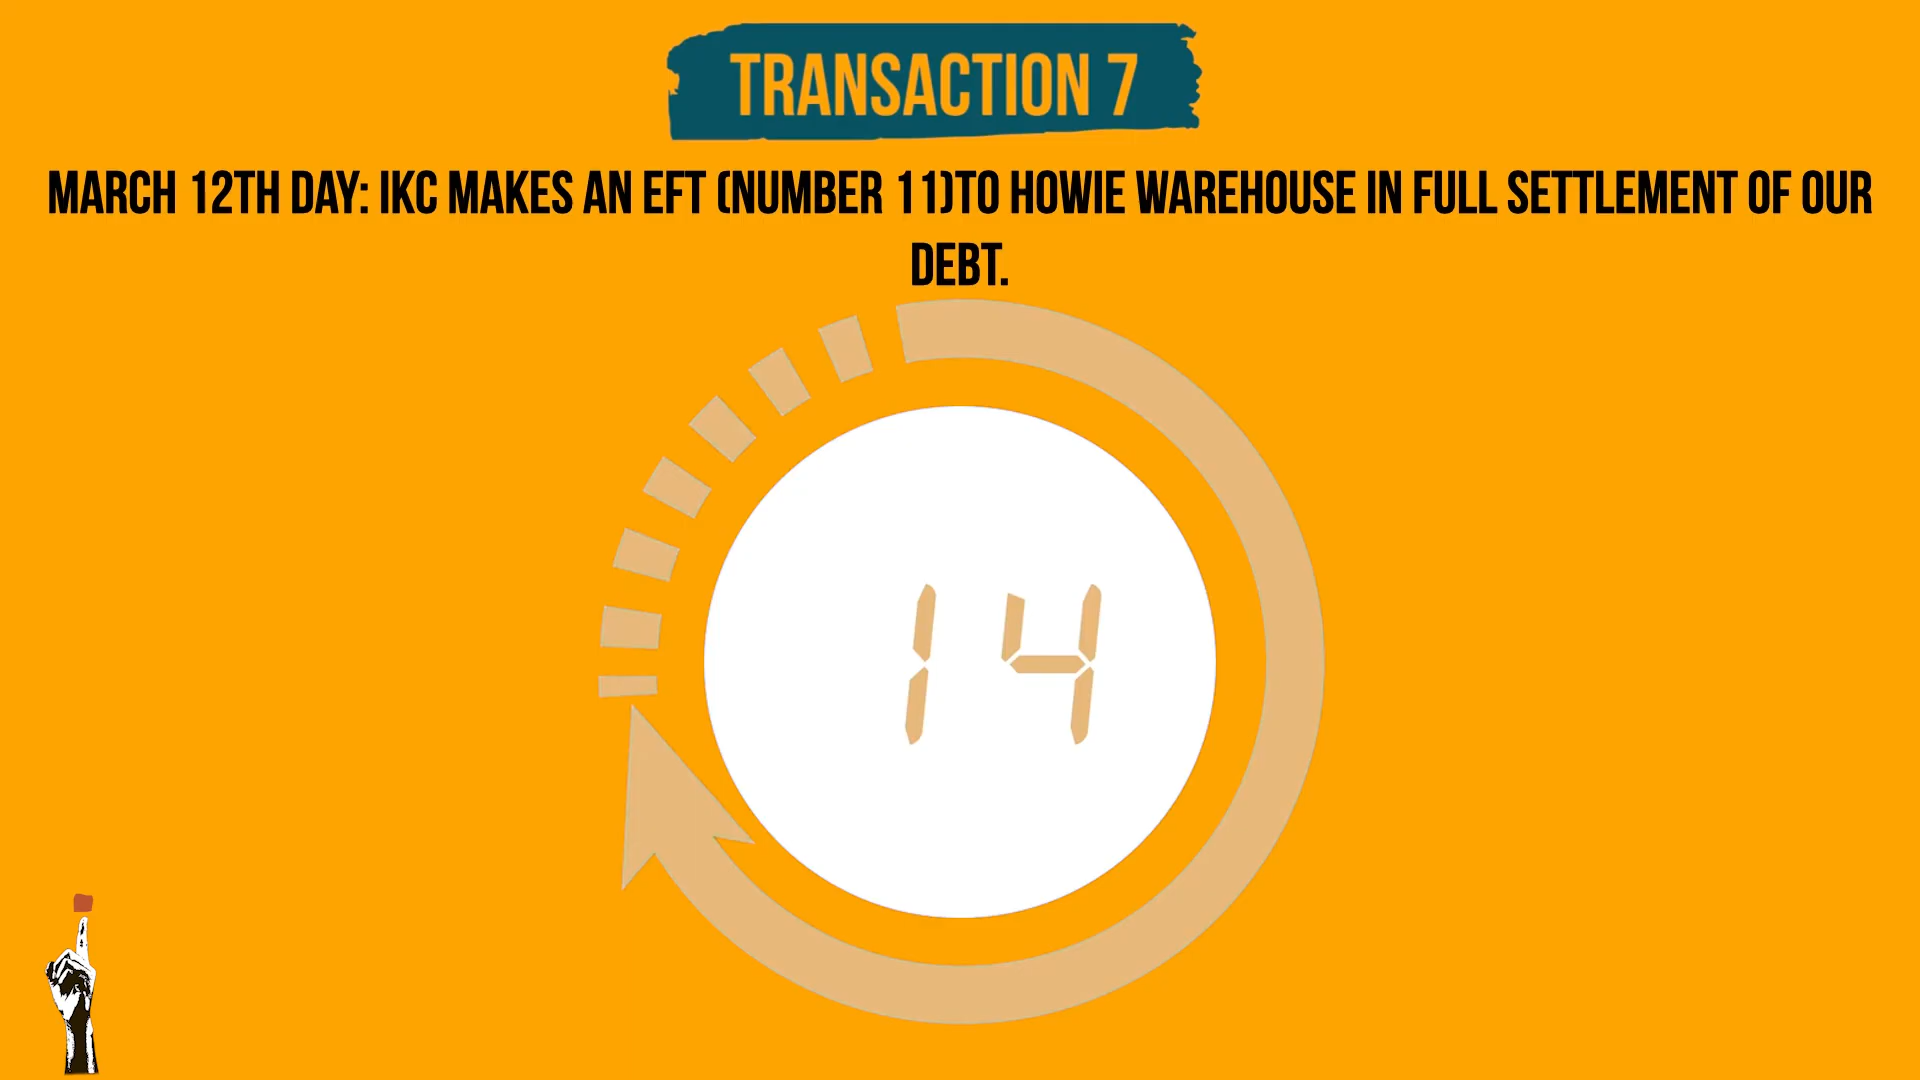 TRANSACTION 7
MARCH 12TH DAY: IKC MAKES AN EFT (NUMBER 11)TO HOWIE WAREHOUSE IN FULL SETTLEMENT OF OUR
DEBT.
14